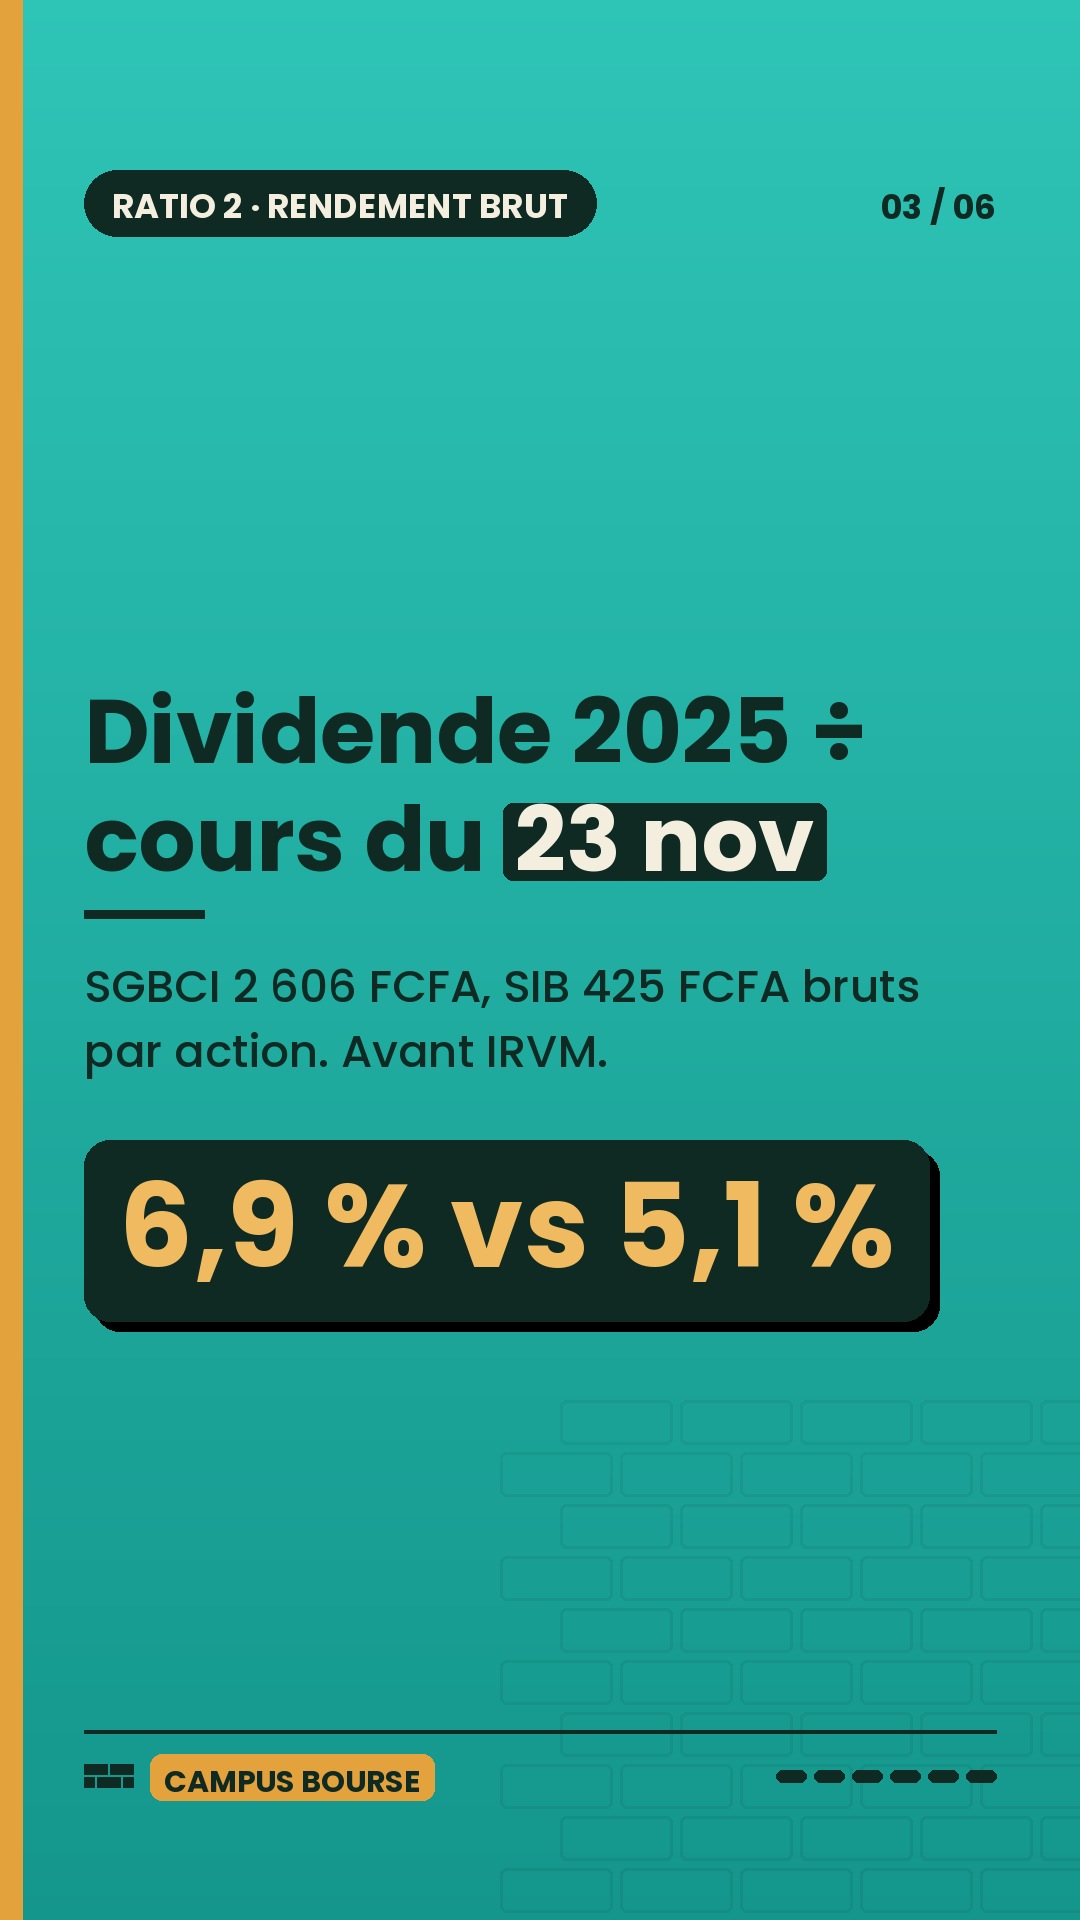 RATIO 2 · RENDEMENT BRUT
03 / 06
Dividende 2025 ÷
cours du 23 nov
SGBCI 2 606 FCFA, SIB 425 FCFA bruts
par action. Avant IRVM.
6,9 % vs 5,1 %
CAMPUS BOURSE